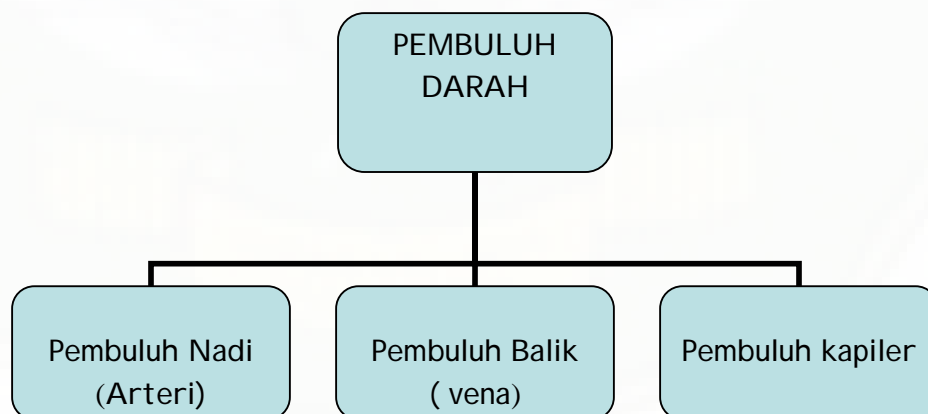 PEMBULUH
DARAH
Pembuluh Nadi
(Arteri)
Pembuluh Balik
( vena)
Pembuluh kapiler